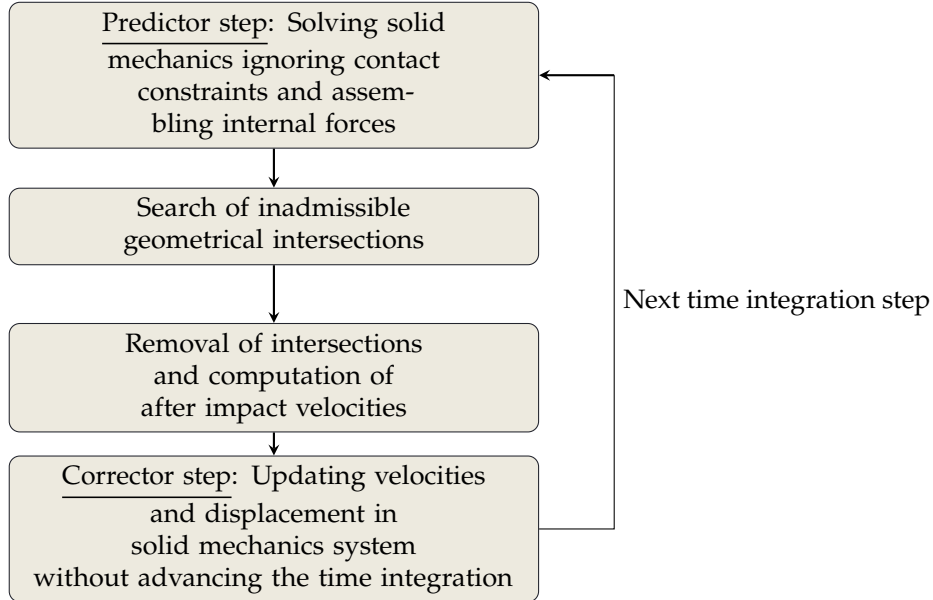 Predictor step: Solving solid
mechanics ignoring contact
constraints and assem-
bling internal forces
Search of inadmissible
geometrical intersections
Next time integration step
Removal of intersections
and computation of
after impact velocities
Corrector step: Updating velocities
and displacement in
solid mechanics system
without advancing the time integration